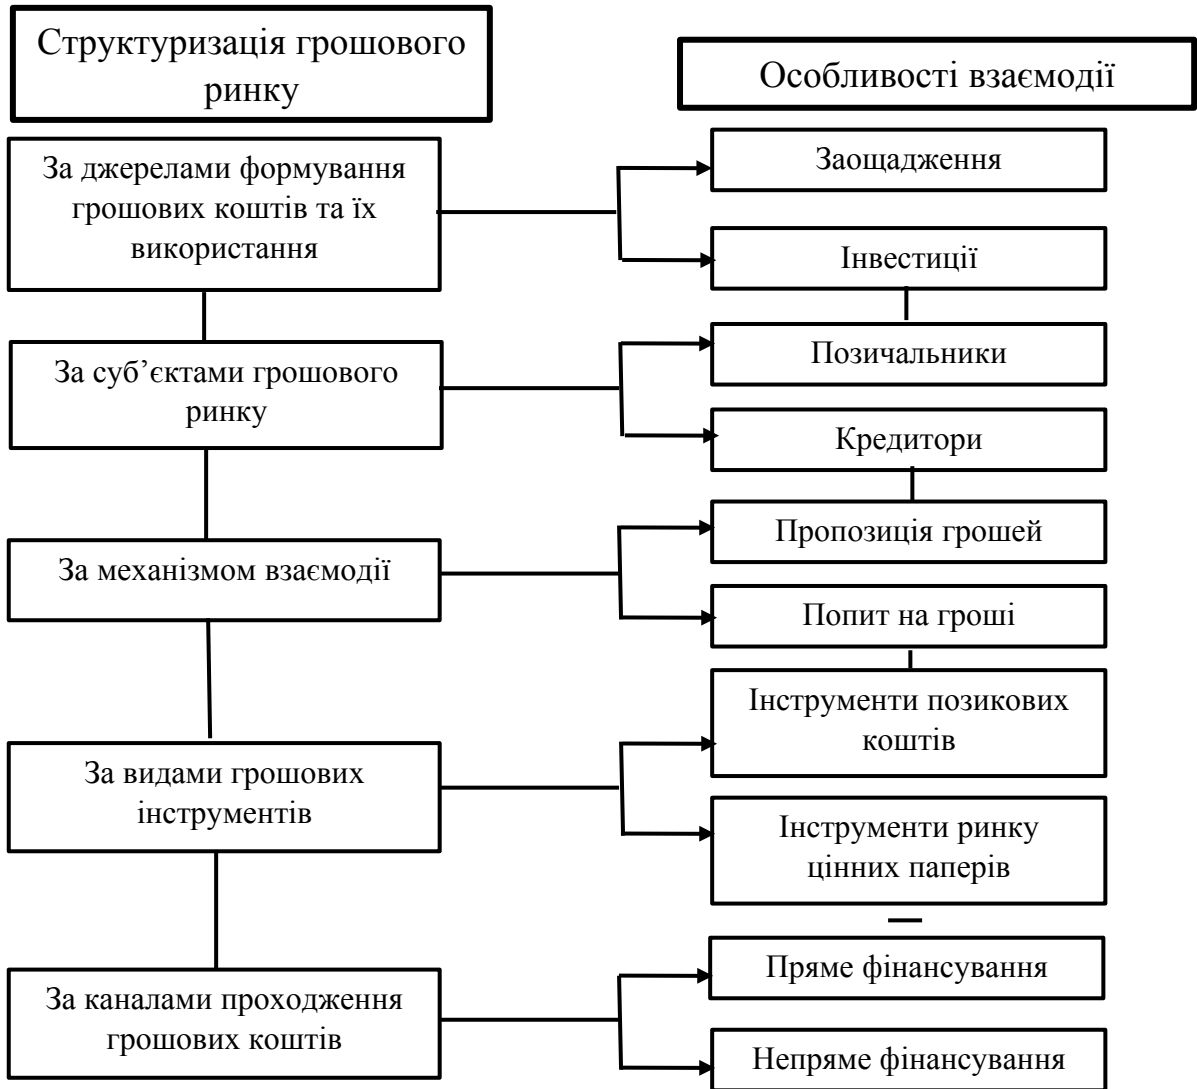 Структуризація грошового
ринку
Особливості взаємодії
За джерелами формування
грошових коштів та їх
використання
Заощадження
Інвестиції
За суб’єктами грошового
ринку
Позичальники
Кредитори
За механізмом взаємодії
Пропозиція грошей
Попит на гроші
За видами грошових
інструментів
Інструменти позикових
коштів
Інструменти ринку
цінних паперів
За каналами проходження
грошових коштів
Пряме фінансування
Непряме фінансування